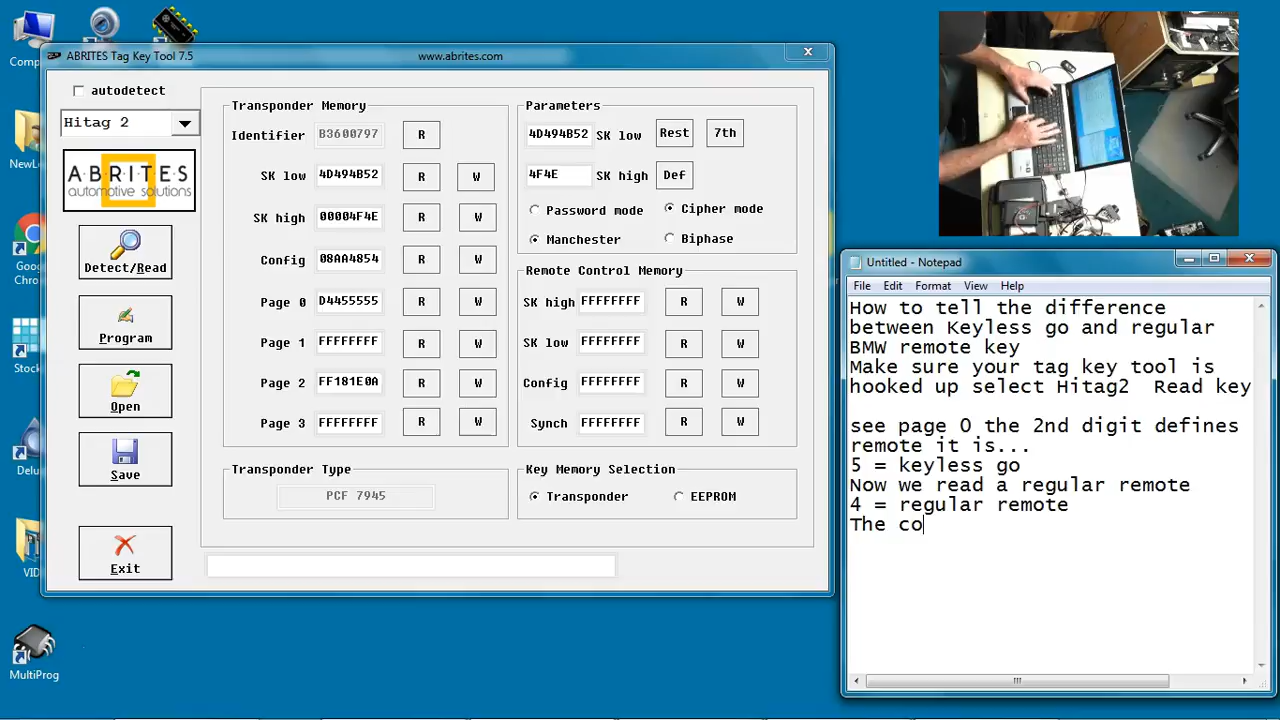 Comp
NewLe
Goo
Chro
Stock
Delu
VID
MultiProg
ABRITES Tag Key Tool 7.5
www.abrites.com
autodetect
Hitag 2
ABRITES
automotive solutions
Detect/Read
Program
Open
Save
Exit
Transponder Memory
Identifier B3600797 R
SK low 4D494B52 R W
SK high 00004F4E R W
Config 08AA4854 R W
Page 0 D4455555 R W
Page 1 FFFFFFFF R W
Page 2 FF181E0A R W
Page 3 FFFFFFFF R W
Transponder Type
PCF 7945
Parameters
4D494B52 SK low Rest 7th
4F4E SK high Def
Password mode Cipher mode
Manchester Biphase
Remote Control Memory
SK high FFFFFFFF R W
SK low FFFFFFFF R W
Config FFFFFFFF R W
Synch FFFFFFFF R W
Key Memory Selection
Transponder EEPROM
Untitled - Notepad
File Edit Format View Help
How to tell the difference
between Keyless go and regular
BMW remote key
Make sure your tag key tool is
hooked up select Hitag2 Read key
see page 0 the 2nd digit defines
remote it is...
5 = keyless go
Now we read a regular remote
4 = regular remote
The co